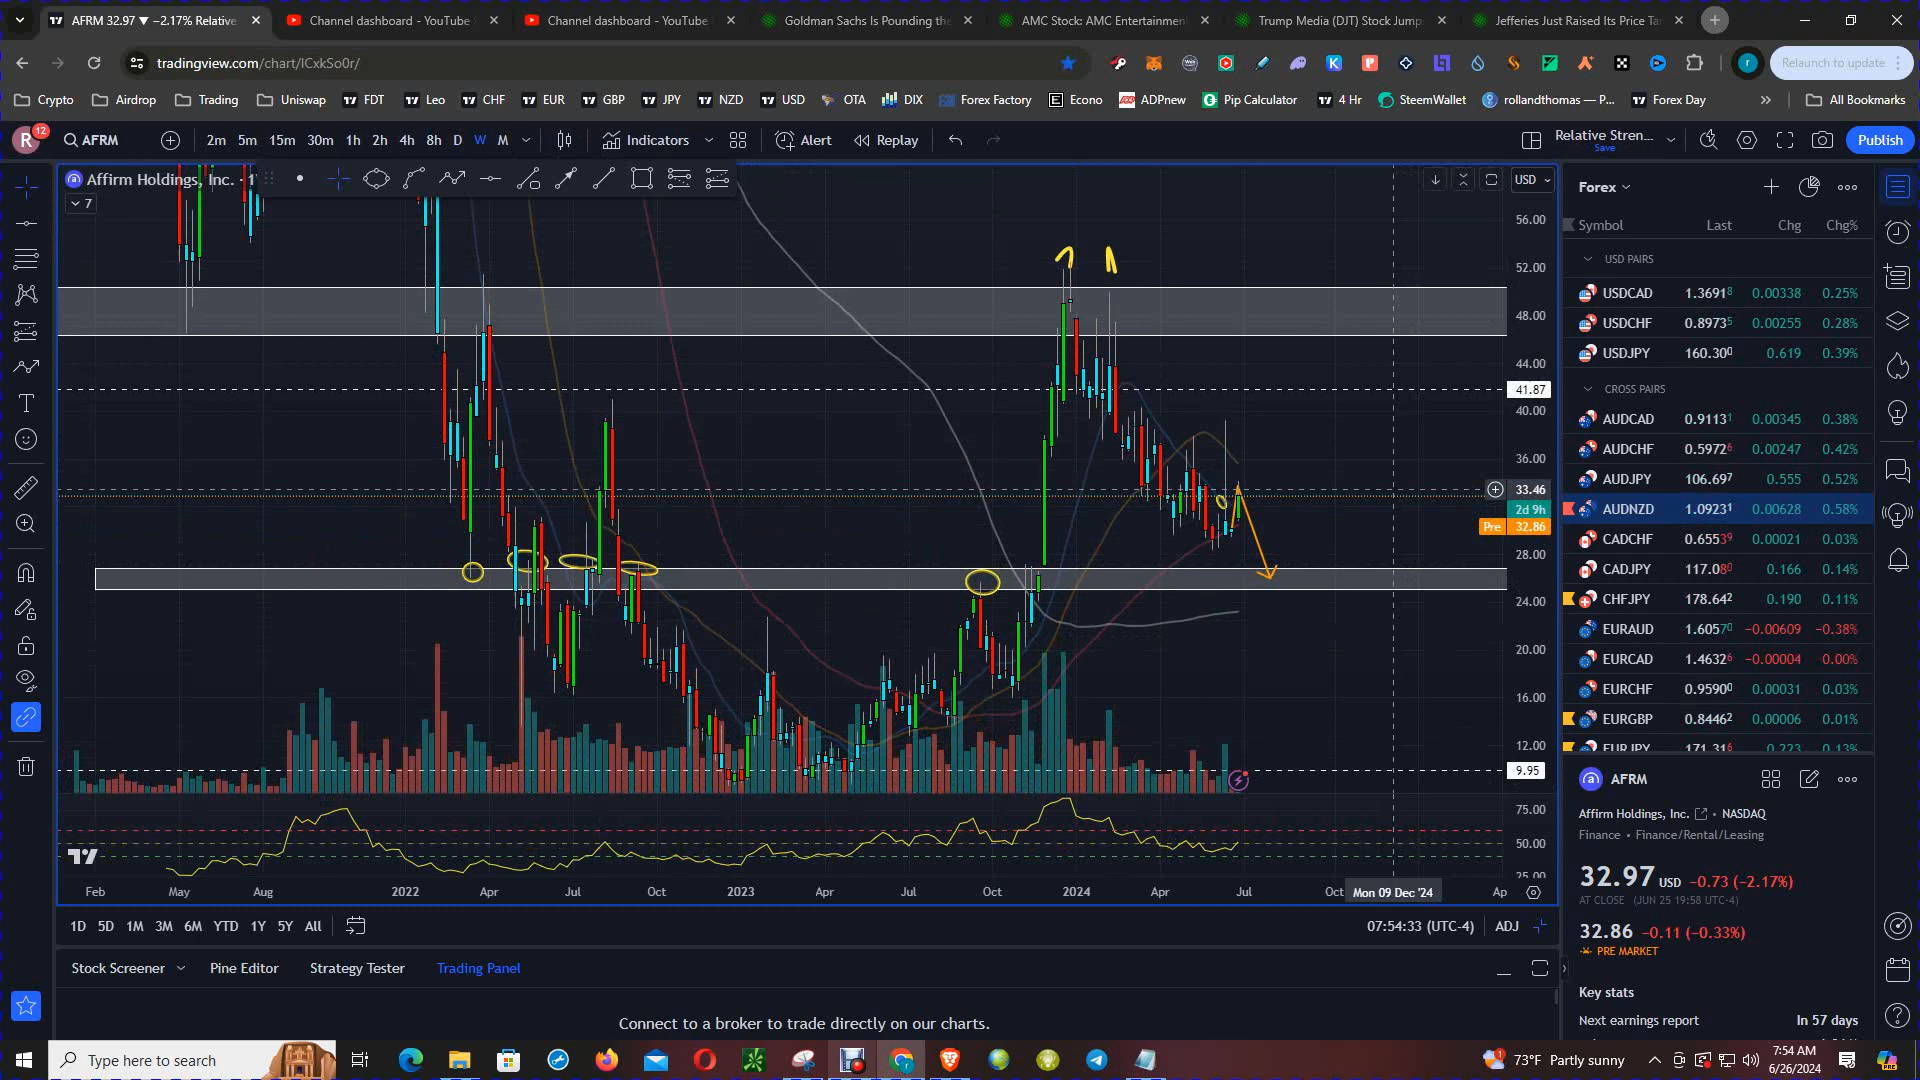 AFRM 32.97 ▼ −2.17% Relative
Channel dashboard - YouTube
Channel dashboard - YouTube
Goldman Sachs Is Pounding the
AMC Stock: AMC Entertainmen
Trump Media (DJT) Stock Jump
Jefferies Just Raised Its Price Ta
tradingview.com/chart/ICxkSo0r/
Relaunch to update
Crypto Airdrop Trading Uniswap FDT Leo CHF EUR GBP JPY NZD USD OTA DIX Forex Factory Econo ADPnew Pip Calculator 4 Hr SteemWallet rollandthomas — P... Forex Day » All Bookmarks
R 12 AFRM 2m 5m 15m 30m 1h 2h 4h 8h D W M Indicators Alert Replay Relative Stren... Save Publish
Affirm Holdings, Inc. · 1
7
USD
56.00
52.00
48.00
44.00
41.87
40.00
36.00
33.46
2d 9h
Pre 32.86
28.00
24.00
20.00
16.00
12.00
9.95
75.00
50.00
25.00
Feb May Aug 2022 Apr Jul Oct 2023 Apr Jul Oct 2024 Apr Jul Oct Mon 09 Dec '24 Ap
1D 5D 1M 3M 6M YTD 1Y 5Y All 07:54:33 (UTC-4) ADJ
Stock Screener Pine Editor Strategy Tester Trading Panel
Connect to a broker to trade directly on our charts.
Forex
Symbol Last Chg Chg%
USD PAIRS
USDCAD 1.36918 0.00338 0.25%
USDCHF 0.89735 0.00255 0.28%
USDJPY 160.300 0.619 0.39%
CROSS PAIRS
AUDCAD 0.91131 0.00345 0.38%
AUDCHF 0.59726 0.00247 0.42%
AUDJPY 106.697 0.555 0.52%
AUDNZD 1.09231 0.00628 0.58%
CADCHF 0.65539 0.00021 0.03%
CADJPY 117.080 0.166 0.14%
CHFJPY 178.642 0.190 0.11%
EURAUD 1.60570 −0.00609 −0.38%
EURCAD 1.46326 −0.00004 0.00%
EURCHF 0.95900 0.00031 0.03%
EURGBP 0.84462 0.00006 0.01%
EURJPY 171.316 0.223 0.13%
AFRM
Affirm Holdings, Inc. • NASDAQ
Finance • Finance/Rental/Leasing
32.97 USD −0.73 (−2.17%)
AT CLOSE (JUN 25 19:58 UTC-4)
32.86 −0.11 (−0.33%)
PRE MARKET
Key stats
Next earnings report In 57 days
Type here to search
73°F Partly sunny
7:54 AM
6/26/2024